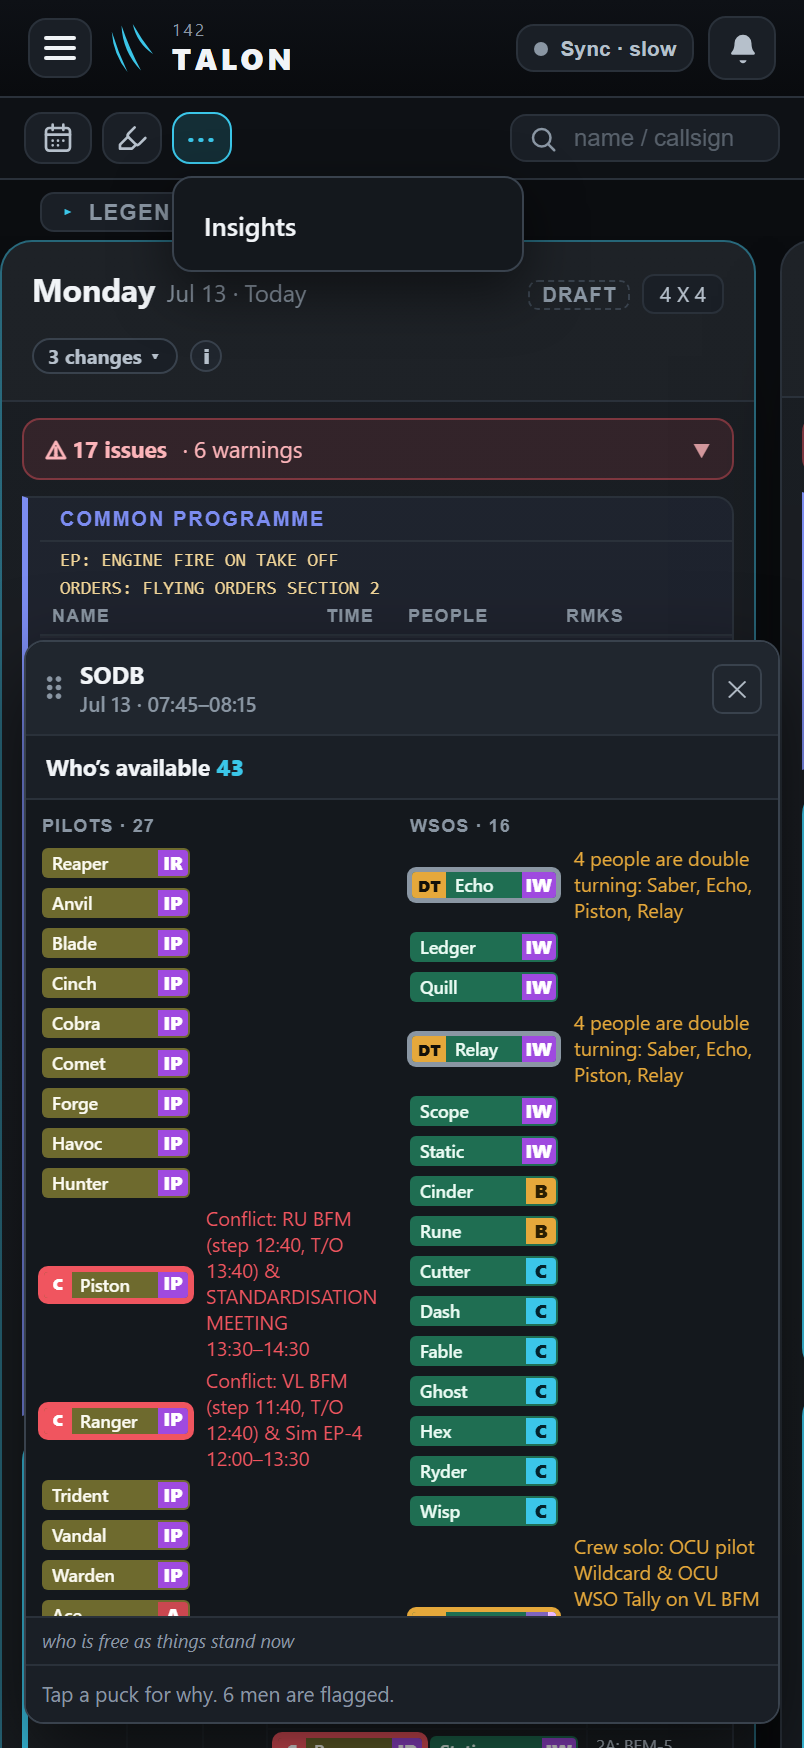 142
TALON
Sync · slow
name / callsign
LEGEN
Insights
Monday Jul 13 · Today
DRAFT
4 X 4
3 changes
i
17 issues · 6 warnings
COMMON PROGRAMME
EP: ENGINE FIRE ON TAKE OFF
ORDERS: FLYING ORDERS SECTION 2
NAME TIME PEOPLE RMKS
SODB
Jul 13 · 07:45–08:15
Who's available 43
PILOTS · 27
Reaper IR
Anvil IP
Blade IP
Cinch IP
Cobra IP
Comet IP
Forge IP
Havoc IP
Hunter IP
C Piston IP
Conflict: RU BFM
(step 12:40, T/O
13:40) &
STANDARDISATION
MEETING
13:30–14:30
C Ranger IP
Conflict: VL BFM
(step 11:40, T/O
12:40) & Sim EP-4
12:00–13:30
Trident IP
Vandal IP
Warden IP
Ace A
WSOS · 16
DT Echo IW
4 people are double
turning: Saber, Echo,
Piston, Relay
Ledger IW
Quill IW
DT Relay IW
4 people are double
turning: Saber, Echo,
Piston, Relay
Scope IW
Static IW
Cinder B
Rune B
Cutter C
Dash C
Fable C
Ghost C
Hex C
Ryder C
Wisp C
Crew solo: OCU pilot
Wildcard & OCU
WSO Tally on VL BFM
who is free as things stand now
Tap a puck for why. 6 men are flagged.
2A: BFM-5